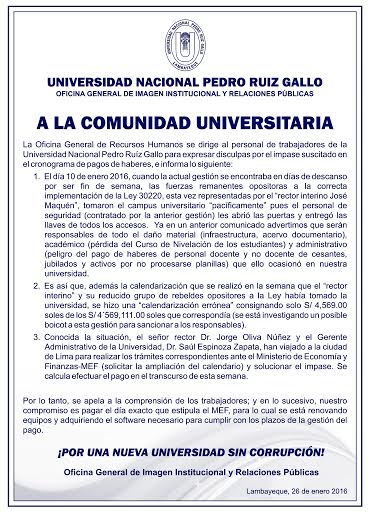 UNIVERSIDAD NACIONAL PEDRO RUIZ GALLO
LAMBAYEQUE
UNIVERSIDAD NACIONAL PEDRO RUIZ GALLO
OFICINA GENERAL DE IMAGEN INSTITUCIONAL Y RELACIONES PÚBLICAS
A LA COMUNIDAD UNIVERSITARIA
La Oficina General de Recursos Humanos se dirige al personal de trabajadores de la
Universidad Nacional Pedro Ruíz Gallo para expresar disculpas por el impase suscitado en
el cronograma de pagos de haberes, e informa lo siguiente:
1. El día 10 de enero 2016, cuando la actual gestión se encontraba en días de descanso
por ser fin de semana, las fuerzas remanentes opositoras a la correcta
implementación de la Ley 30220, esta vez representadas por el "rector interino José
Maquén", tomaron el campus universitario "pacíficamente" pues el personal de
seguridad (contratado por la anterior gestión) les abrió las puertas y entregó las
llaves de todos los accesos. Ya en un anterior comunicado advertimos que serán
responsables de todo el daño material (infraestructura, acervo documentario),
académico (pérdida del Curso de Nivelación de los estudiantes) y administrativo
(peligro del pago de haberes de personal docente y no docente de cesantes,
jubilados y activos por no procesarse planillas) que ello ocasionó en nuestra
universidad.
2. Es así que, además la calendarización que se realizó en la semana que el "rector
interino" y su reducido grupo de rebeldes opositores a la Ley había tomado la
universidad, se hizo una "calendarización errónea" consignando solo S/ 4,569.00
soles de los S/ 4´569,111.00 soles que correspondía (se está investigando un posible
boicot a esta gestión para sancionar a los responsables).
3. Conocida la situación, el señor rector Dr. Jorge Oliva Núñez y el Gerente
Administrativo de la Universidad, Dr. Saúl Espinoza Zapata, han viajado a la ciudad
de Lima para realizar los trámites correspondientes ante el Ministerio de Economía y
Finanzas-MEF (solicitar la ampliación del calendario) y solucionar el impase. Se
calcula efectuar el pago en el transcurso de esta semana.
Por lo tanto, se apela a la comprensión de los trabajadores; y en lo sucesivo, nuestro
compromiso es pagar el día exacto que estipula el MEF, para lo cual se está renovando
equipos y adquiriendo el software necesario para cumplir con los plazos de la gestión del
pago.
¡POR UNA NUEVA UNIVERSIDAD SIN CORRUPCIÓN!
Oficina General de Imagen Institucional y Relaciones Públicas
Lambayeque, 26 de enero 2016